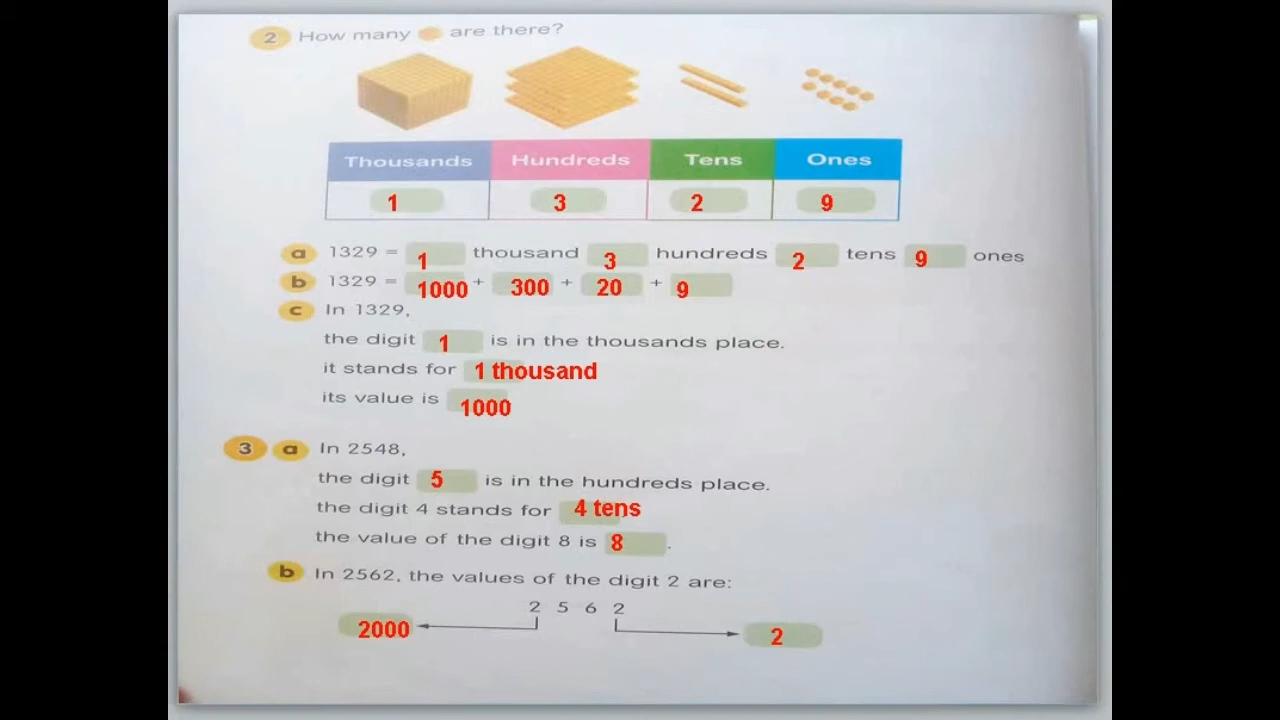 2 How many are there?
Thousands Hundreds Tens Ones
1 3 2 9
a 1329 = 1 thousand 3 hundreds 2 tens 9 ones
b 1329 = 1000 + 300 + 20 + 9
c In 1329,
the digit 1 is in the thousands place.
it stands for 1 thousand
its value is 1000
3 a In 2548,
the digit 5 is in the hundreds place.
the digit 4 stands for 4 tens
the value of the digit 8 is 8.
b In 2562, the values of the digit 2 are:
2 5 6 2
2000 2